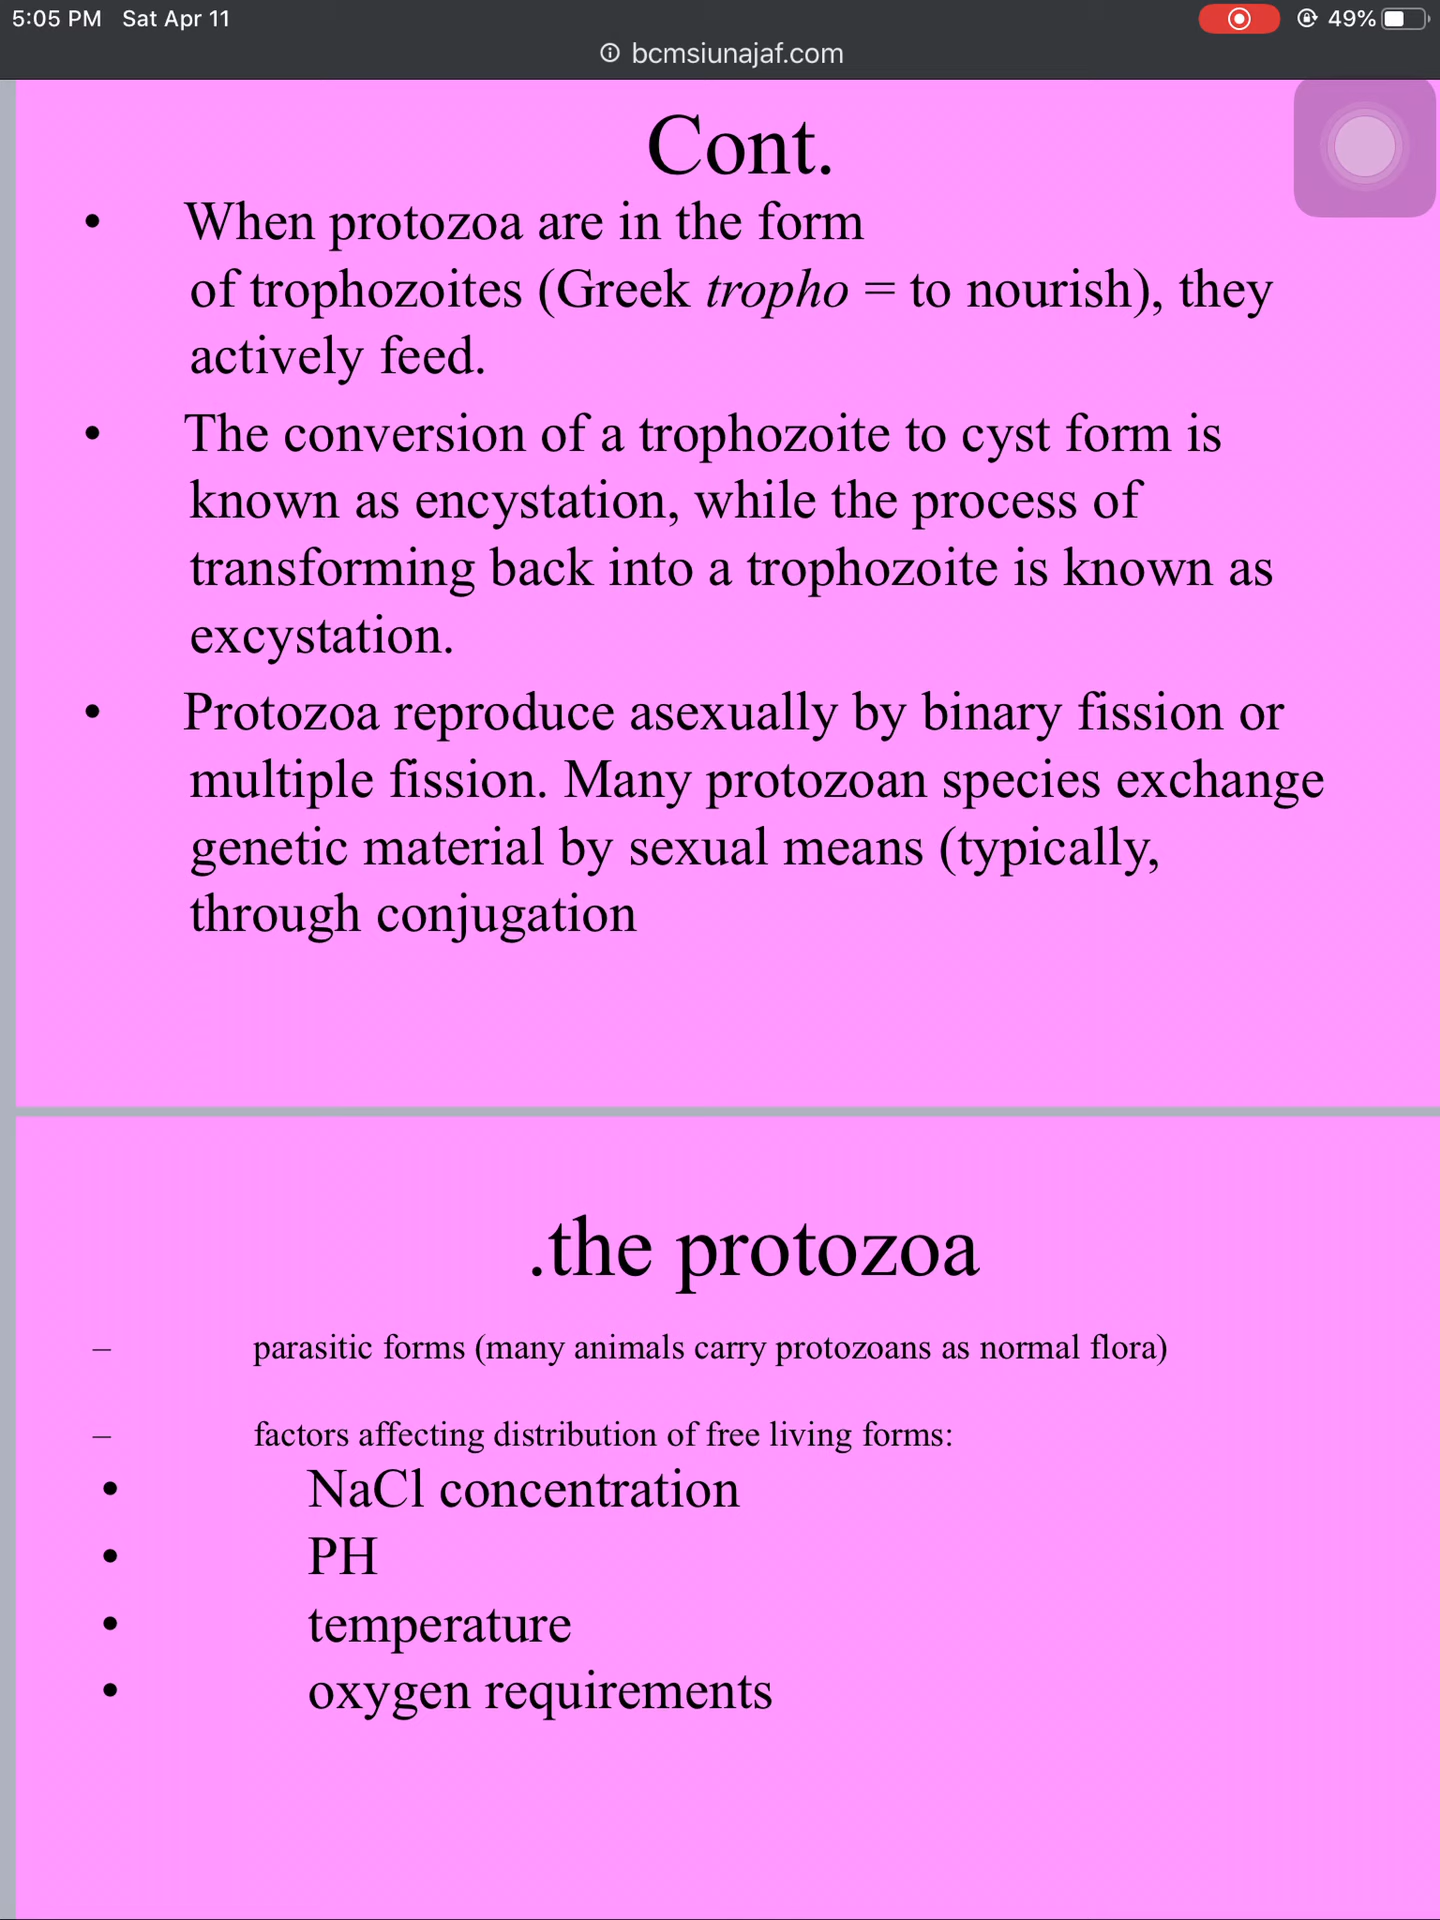 5:05 PM Sat Apr 11
49%
bcmsiunajaf.com
Cont.
• When protozoa are in the form
of trophozoites (Greek tropho = to nourish), they
actively feed.
• The conversion of a trophozoite to cyst form is
known as encystation, while the process of
transforming back into a trophozoite is known as
excystation.
• Protozoa reproduce asexually by binary fission or
multiple fission. Many protozoan species exchange
genetic material by sexual means (typically,
through conjugation
.the protozoa
– parasitic forms (many animals carry protozoans as normal flora)
– factors affecting distribution of free living forms:
• NaCl concentration
• PH
• temperature
• oxygen requirements